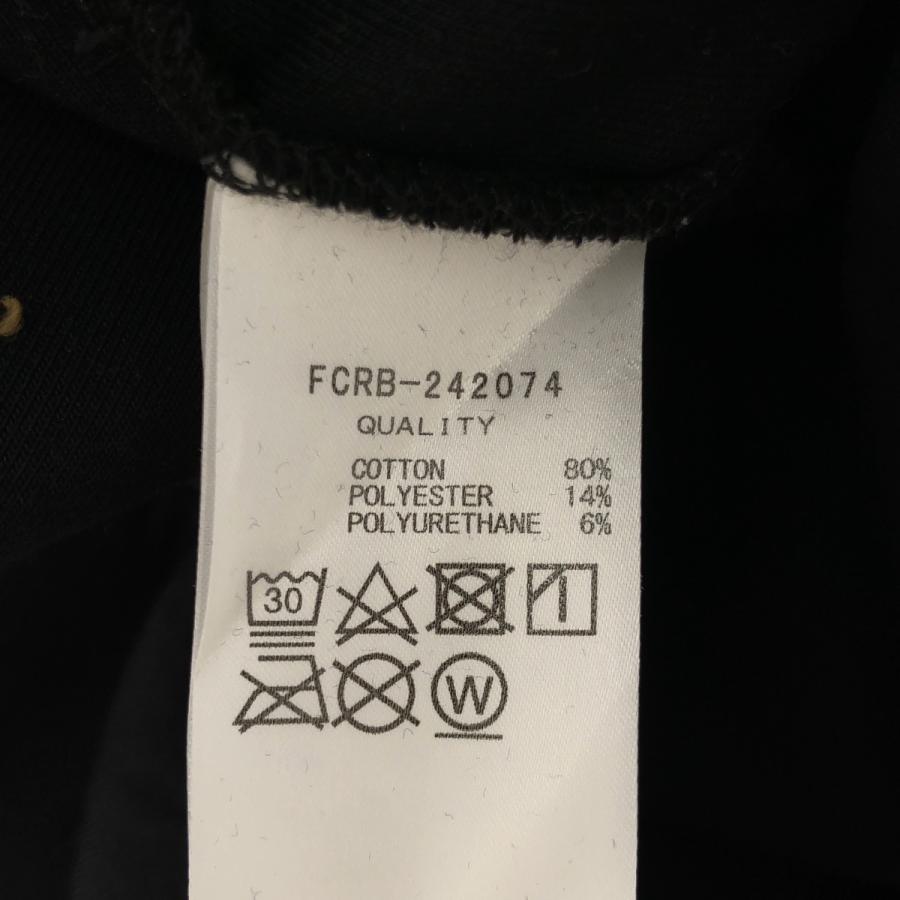 FCRB-242074
QUALITY
COTTON 80%
POLYESTER 14%
POLYURETHANE 6%
30
W